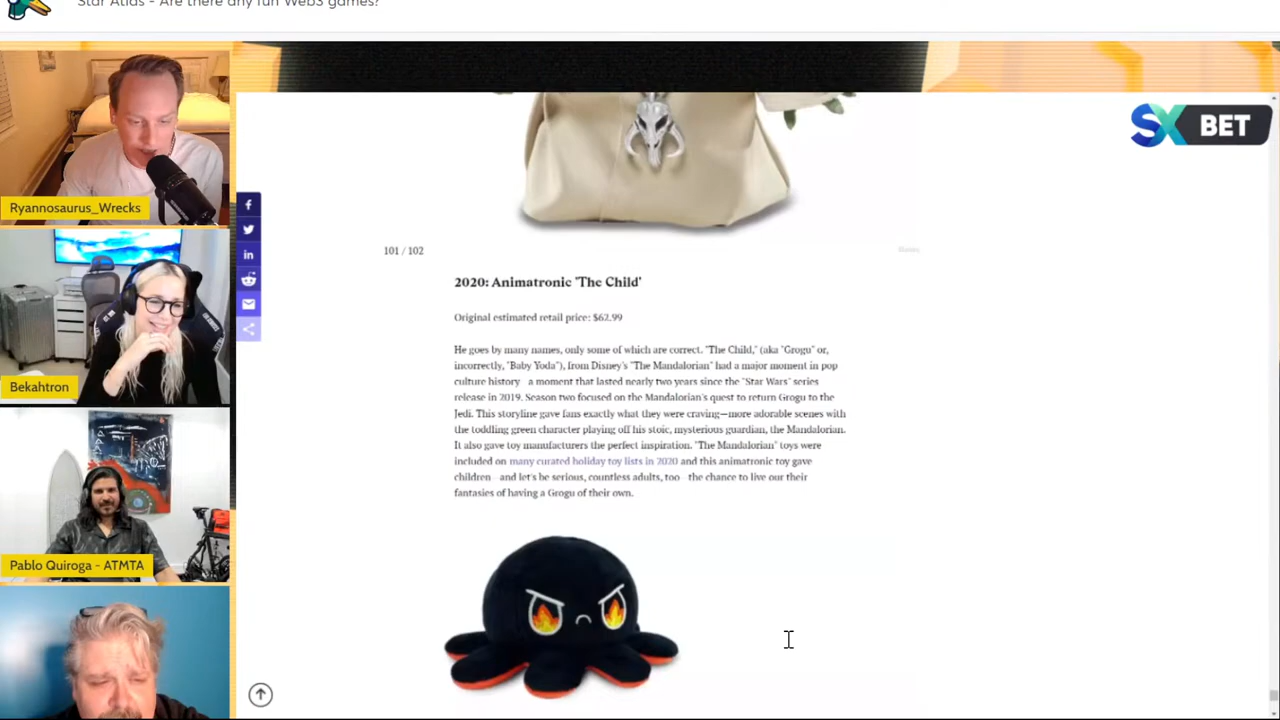 Star Atlas - Are there any fun Web3 games?
SX BET
Ryannosaurus_Wrecks
Bekahtron
Pablo Quiroga - ATMTA
101 / 102
2020: Animatronic 'The Child'
Original estimated retail price: $62.99
He goes by many names, only some of which are correct. "The Child," (aka "Grogu" or,
incorrectly, "Baby Yoda"), from Disney's "The Mandalorian" had a major moment in pop
culture history a moment that lasted nearly two years since the "Star Wars" series
release in 2019. Season two focused on the Mandalorian's quest to return Grogu to the
Jedi. This storyline gave fans exactly what they were craving—more adorable scenes with
the toddling green character playing off his stoic, mysterious guardian, the Mandalorian.
It also gave toy manufacturers the perfect inspiration. "The Mandalorian" toys were
included on many curated holiday toy lists in 2020 and this animatronic toy gave
children and let's be serious, countless adults, too the chance to live our their
fantasies of having a Grogu of their own.